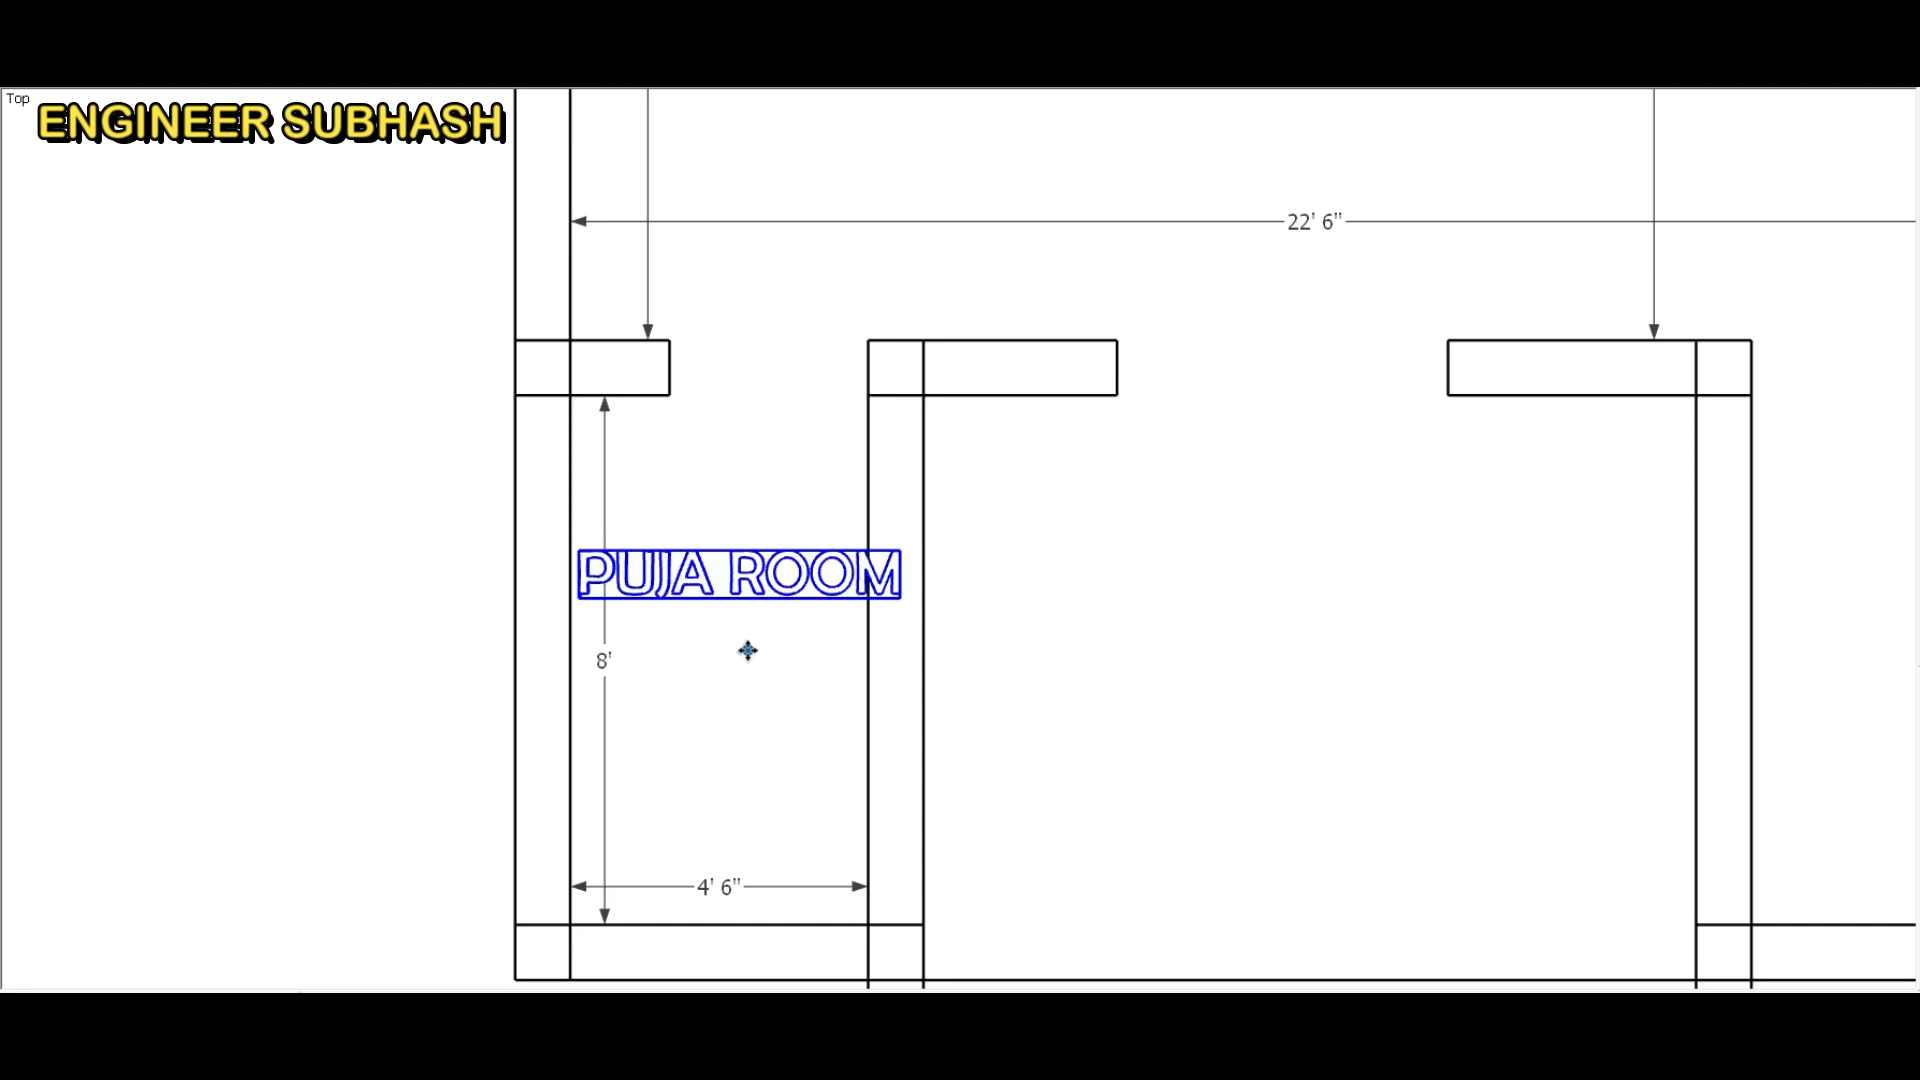 Top
ENGINEER SUBHASH
22' 6"
PUJA ROOM
8'
4' 6"